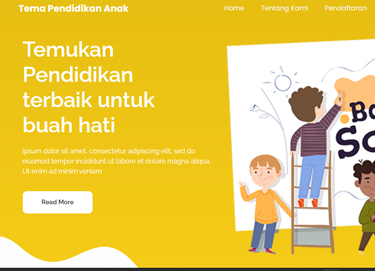 Tema Pendidikan Anak
Home Tentang Kami Pendaftaran
Temukan
Pendidikan
terbaik untuk
buah hati
ipsum dolor sit amet, consectetur adipiscing elit, sed do
eiusmod tempor incididunt ut labore et dolore magna aliqua.
Ut enim ad minim veniam
Read More